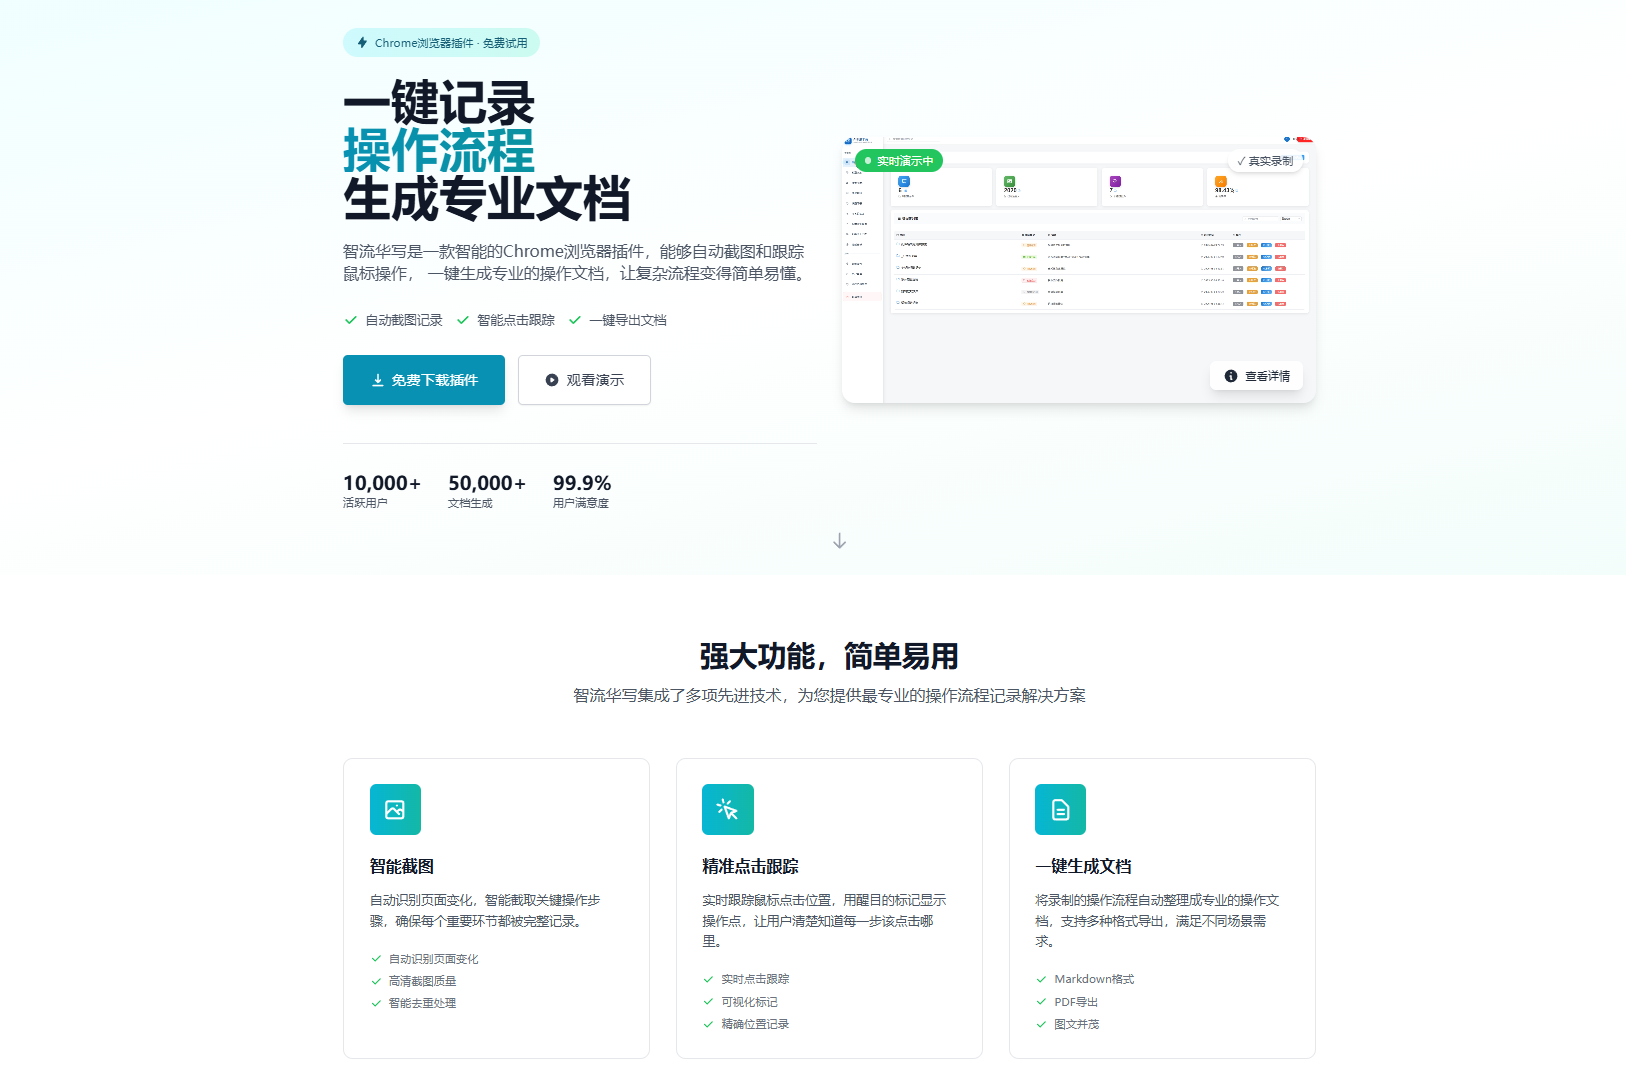 Chrome浏览器插件 · 免费试用
一键记录
操作流程
生成专业文档
智流华写是一款智能的Chrome浏览器插件，能够自动截图和跟踪
鼠标操作， 一键生成专业的操作文档，让复杂流程变得简单易懂。
自动截图记录 智能点击跟踪 一键导出文档
免费下载插件 观看演示
10,000+ 50,000+ 99.9%
活跃用户 文档生成 用户满意度
实时演示中 ✓ 真实录制
2020
查看详情
强大功能，简单易用
智流华写集成了多项先进技术，为您提供最专业的操作流程记录解决方案
智能截图
自动识别页面变化，智能截取关键操作步
骤，确保每个重要环节都被完整记录。
自动识别页面变化
高清截图质量
智能去重处理
精准点击跟踪
实时跟踪鼠标点击位置，用醒目的标记显示
操作点，让用户清楚知道每一步该点击哪
里。
实时点击跟踪
可视化标记
精确位置记录
一键生成文档
将录制的操作流程自动整理成专业的操作文
档，支持多种格式导出，满足不同场景需
求。
Markdown格式
PDF导出
图文并茂